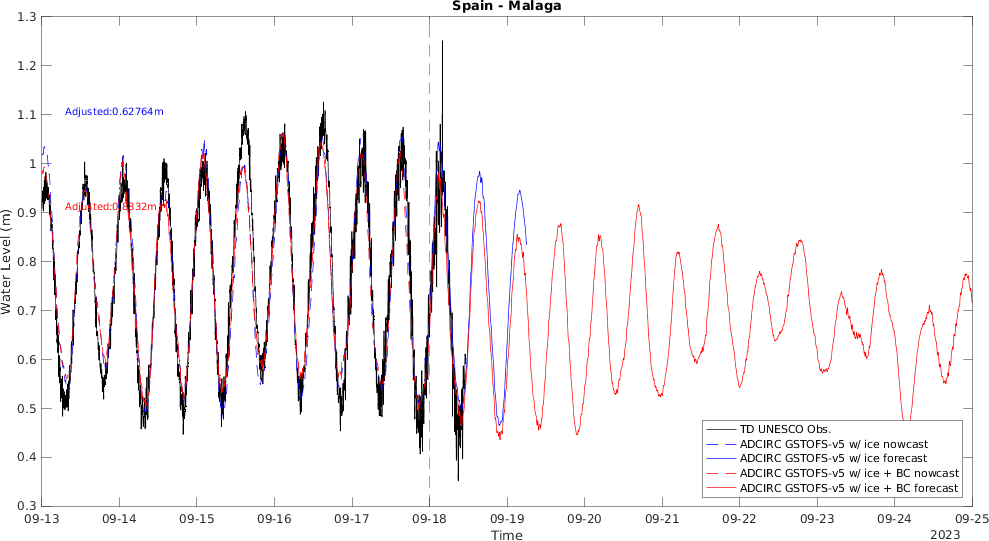 Spain - Malaga
1.3
1.2
1.1
1
0.9
0.8
0.7
0.6
0.5
0.4
0.3
Water Level (m)
Adjusted:0.62764m
Adjusted:0.8332m
TD UNESCO Obs.
ADCIRC GSTOFS-v5 w/ ice nowcast
ADCIRC GSTOFS-v5 w/ ice forecast
ADCIRC GSTOFS-v5 w/ ice + BC nowcast
ADCIRC GSTOFS-v5 w/ ice + BC forecast
09-13 09-14 09-15 09-16 09-17 09-18 09-19 09-20 09-21 09-22 09-23 09-24 09-25
Time
2023